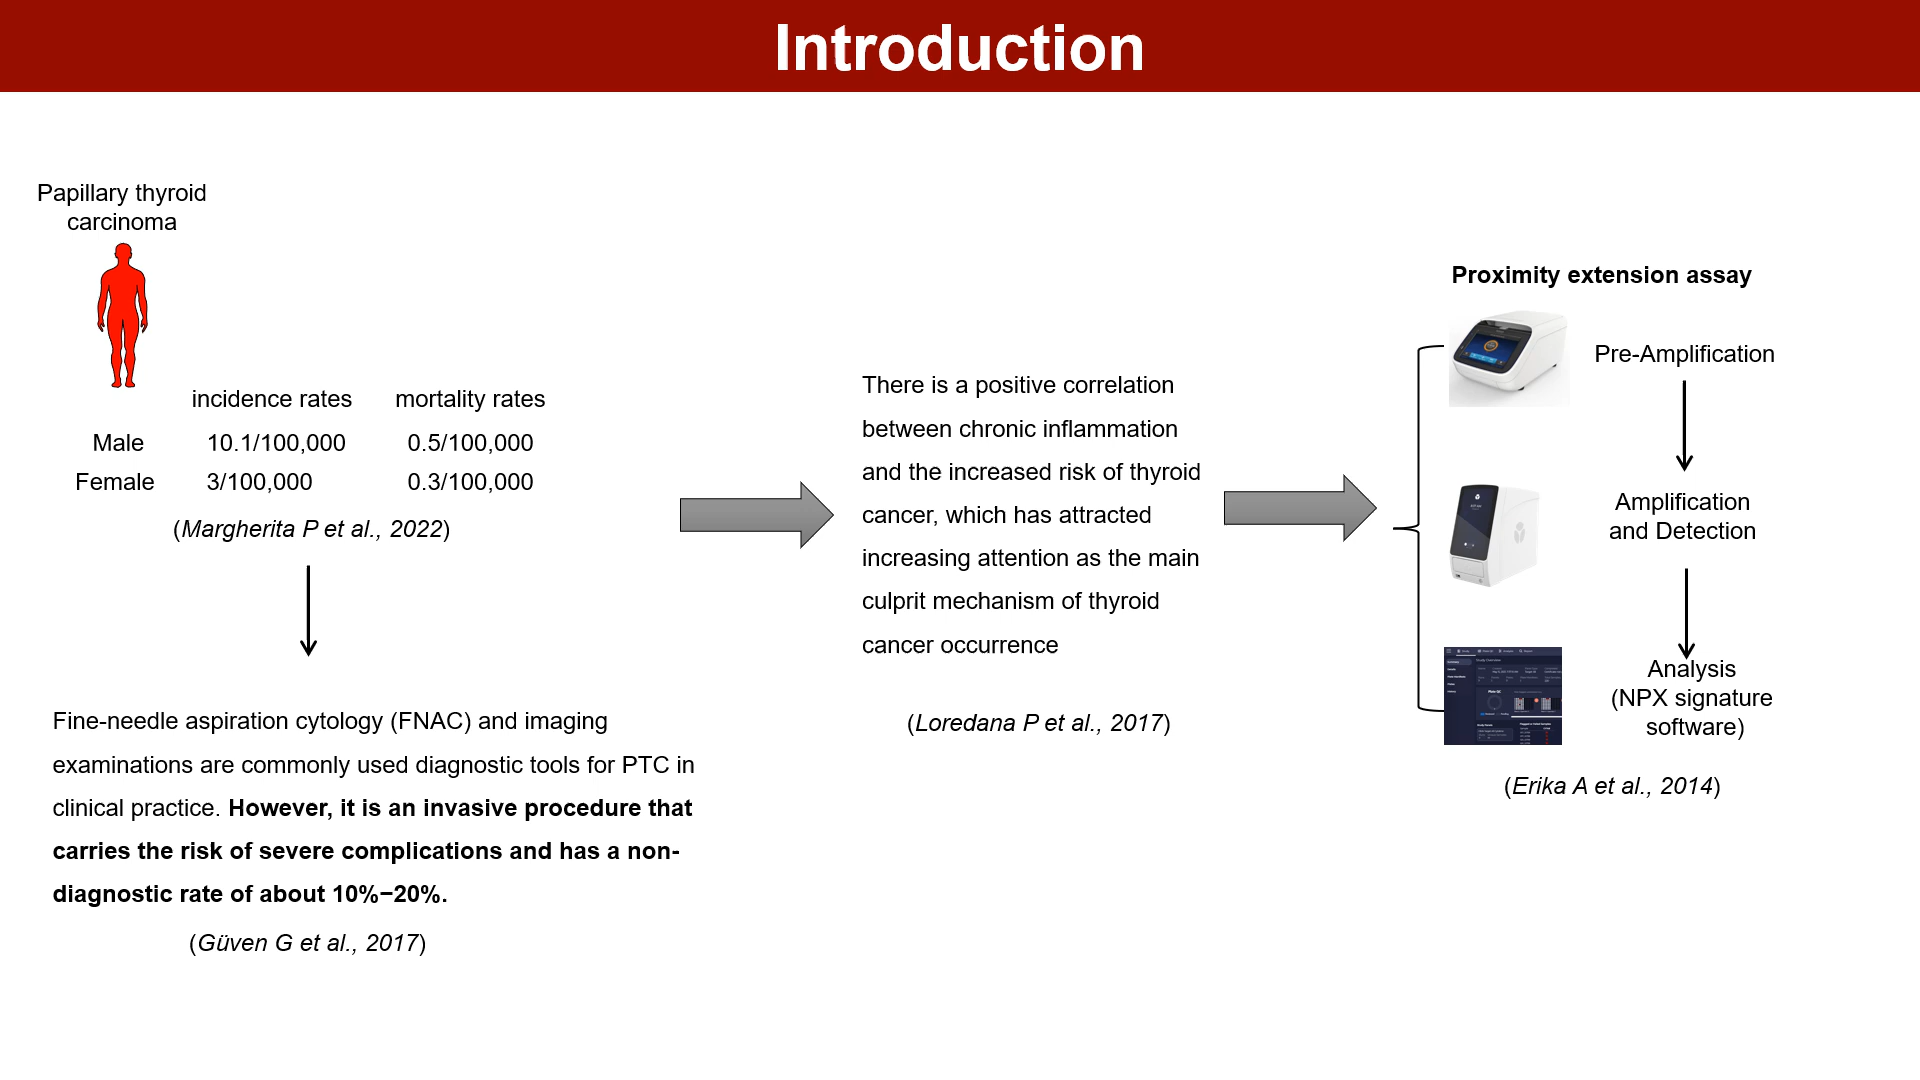 Introduction
Papillary thyroid
carcinoma
incidence rates mortality rates
Male 10.1/100,000 0.5/100,000
Female 3/100,000 0.3/100,000
(Margherita P et al., 2022)
Fine-needle aspiration cytology (FNAC) and imaging
examinations are commonly used diagnostic tools for PTC in
clinical practice. However, it is an invasive procedure that
carries the risk of severe complications and has a non-
diagnostic rate of about 10%−20%.
(Güven G et al., 2017)
There is a positive correlation
between chronic inflammation
and the increased risk of thyroid
cancer, which has attracted
increasing attention as the main
culprit mechanism of thyroid
cancer occurrence
(Loredana P et al., 2017)
Proximity extension assay
Pre-Amplification
Amplification
and Detection
Analysis
(NPX signature
software)
(Erika A et al., 2014)